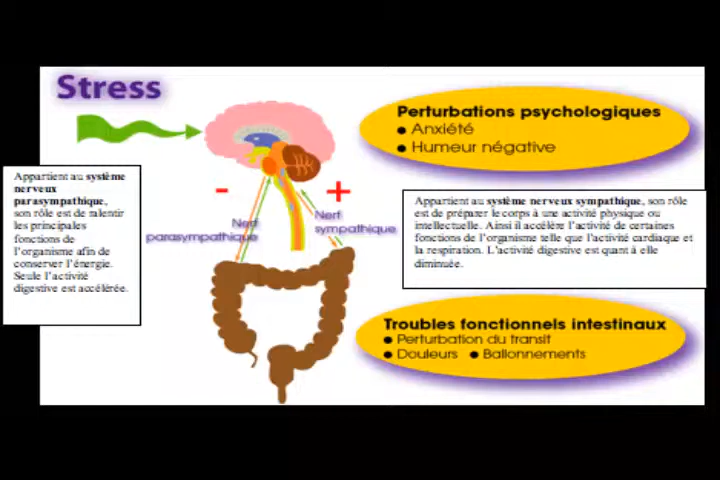 Stress
Perturbations psychologiques
● Anxiété
● Humeur négative
Appartient au système
nerveux
parasympathique,
son rôle est de ralentir
les principales
fonctions de
l'organisme afin de
conserver l'énergie.
Seule l'activité
digestive est accélérée.
-
+
Nerf
parasympathique
Nerf
sympathique
Appartient au système nerveux sympathique, son rôle
est de préparer le corps à une activité physique ou
intellectuelle. Ainsi il accélère l'activité de certaines
fonctions de l'organisme telle que l'activité cardiaque et
la respiration. L'activité digestive est quant à elle
diminuée.
Troubles fonctionnels intestinaux
● Perturbation du transit
● Douleurs ● Ballonnements